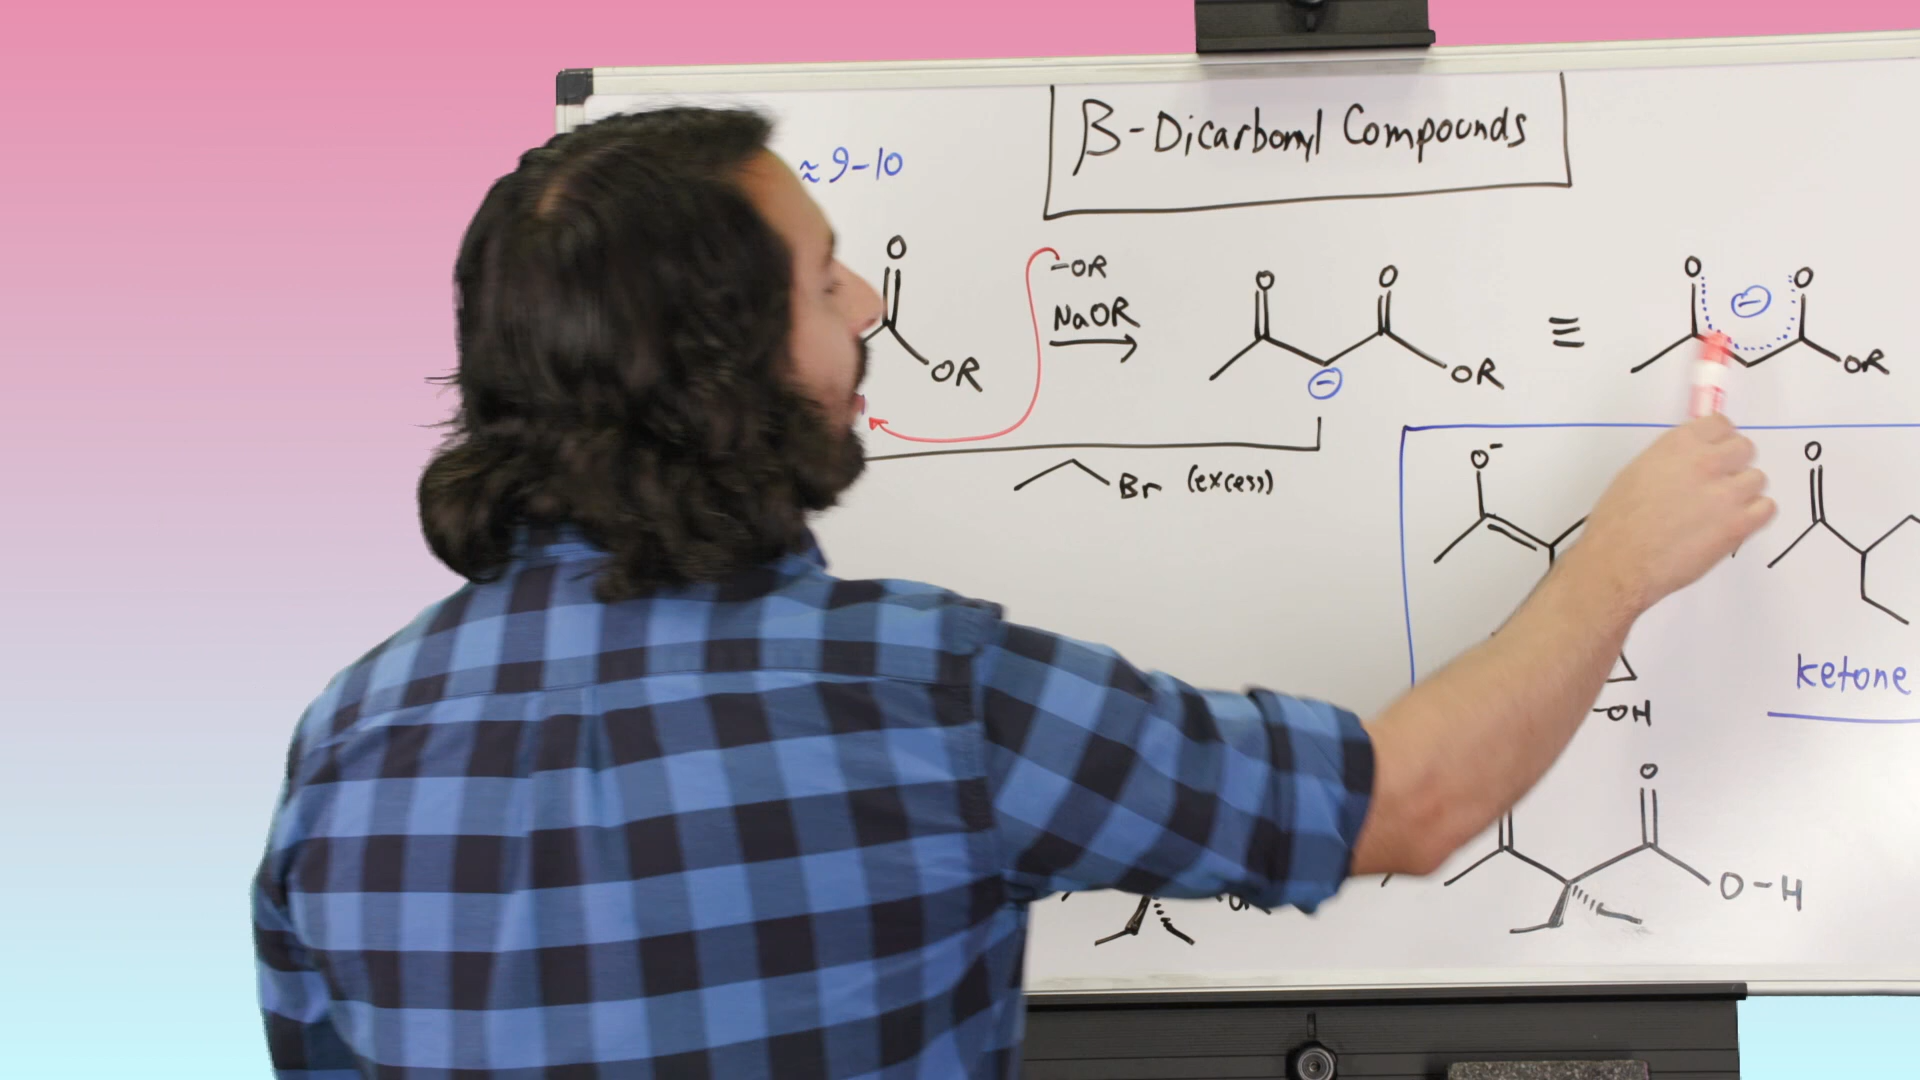 β-Dicarbonyl Compounds
≈ 9-10
O
OR
-OR
NaOR
O
O
⊖
OR
≡
O
⊖
O
OR
Br (excess)
O-
O
ketone
-OH
O
O-H